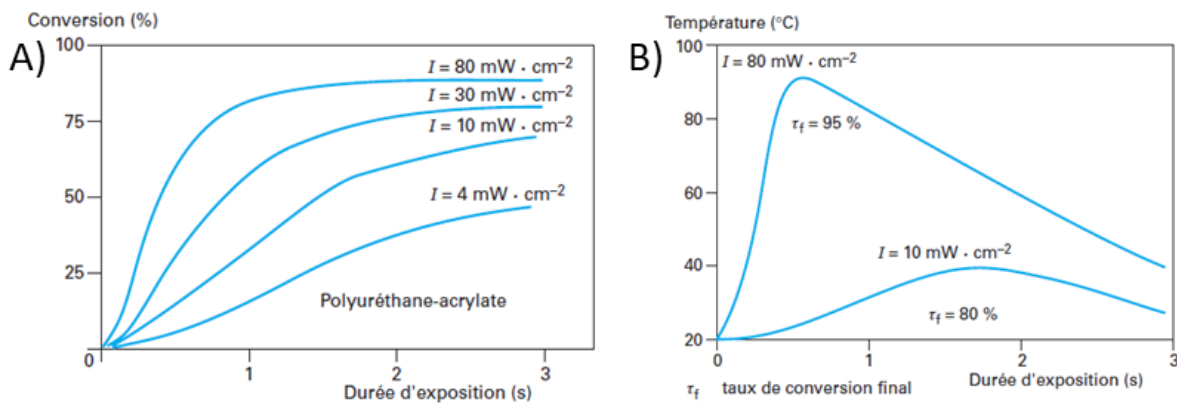 A)
Conversion (%)
100
75
50
25
0
1
2
3
I = 80 mW · cm⁻²
I = 30 mW · cm⁻²
I = 10 mW · cm⁻²
I = 4 mW · cm⁻²
Polyuréthane-acrylate
Durée d'exposition (s)
B)
Température (°C)
100
80
60
40
20
0
1
2
3
I = 80 mW · cm⁻²
τf = 95 %
I = 10 mW · cm⁻²
τf = 80 %
Durée d'exposition (s)
τf taux de conversion final